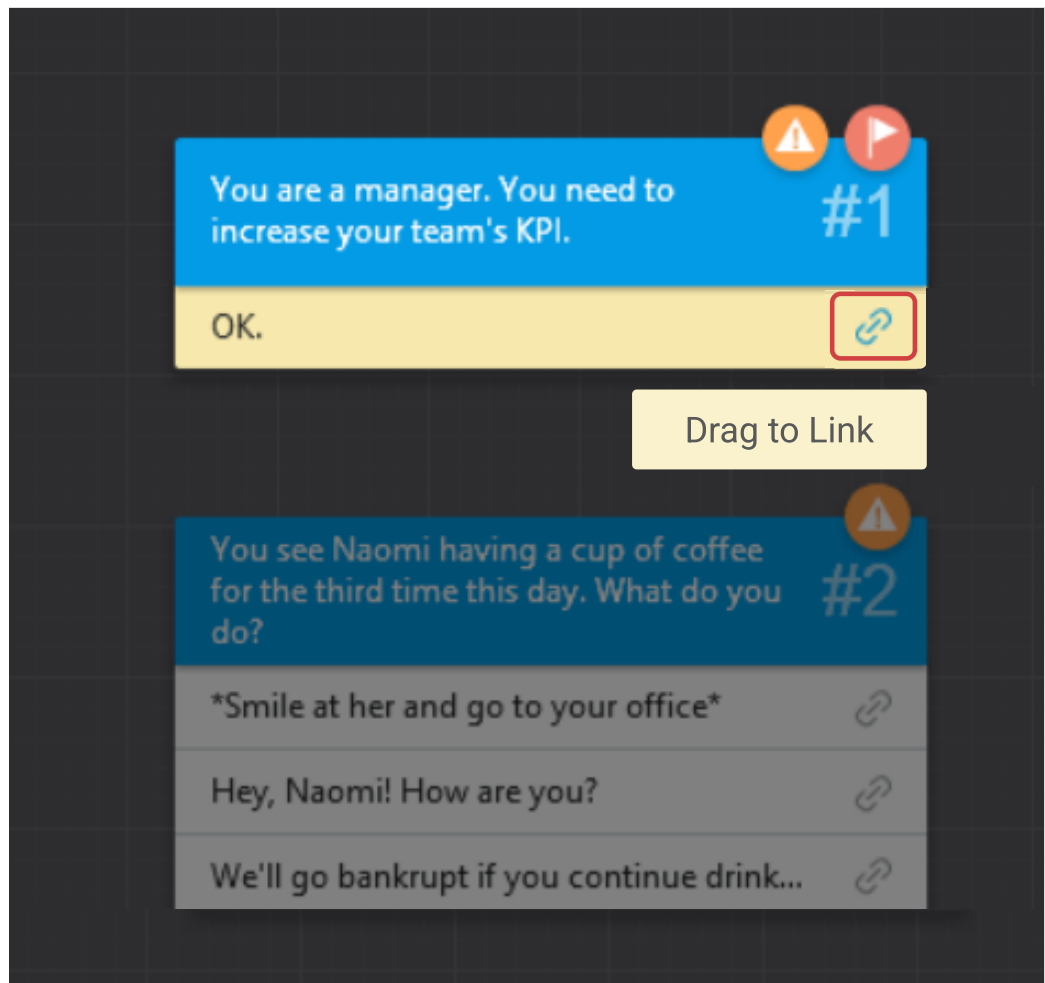 You are a manager. You need to
increase your team's KPI.
#1
OK.
Drag to Link
You see Naomi having a cup of coffee
for the third time this day. What do you
do?
#2
*Smile at her and go to your office*
Hey, Naomi! How are you?
We'll go bankrupt if you continue drink...